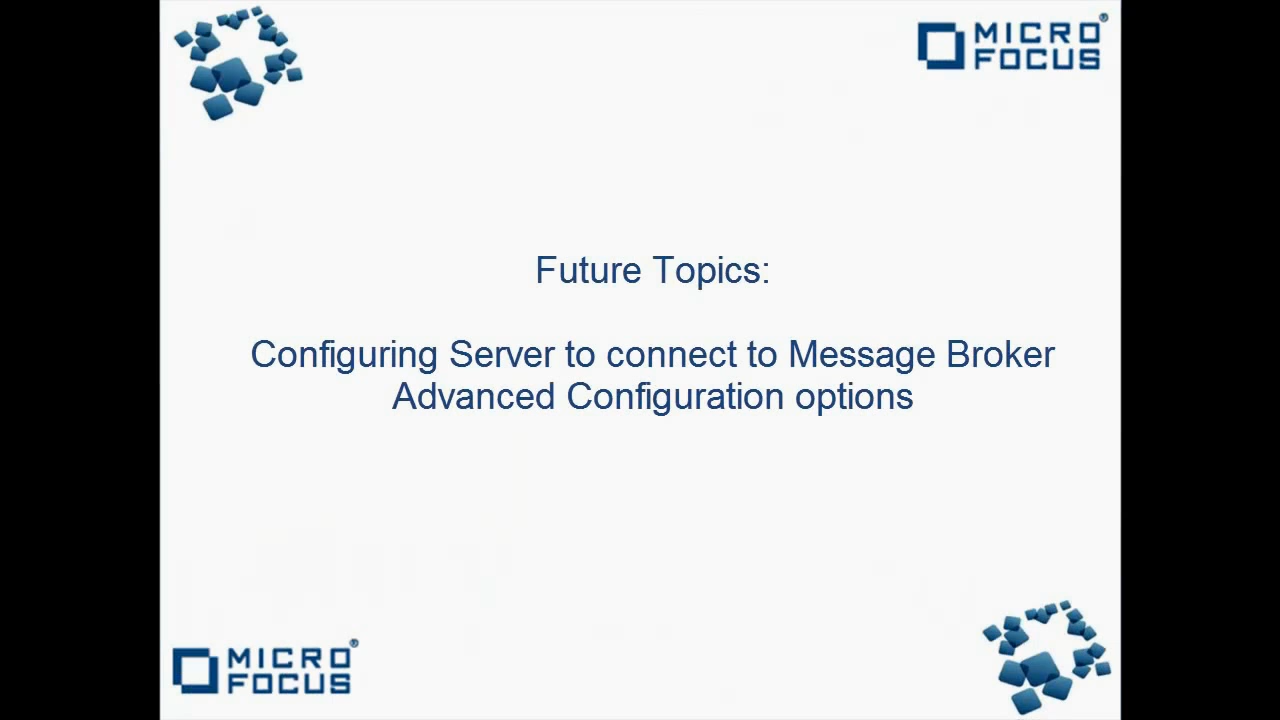 MICRO®
FOCUS
Future Topics:
Configuring Server to connect to Message Broker
Advanced Configuration options
MICRO®
FOCUS